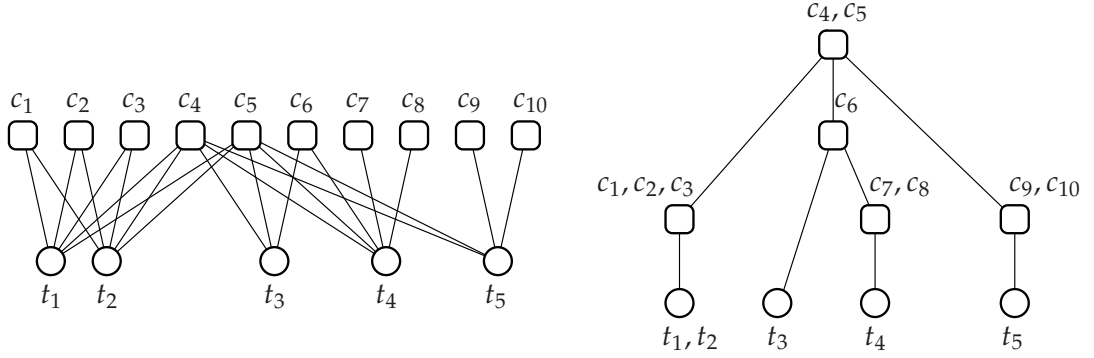 c₄, c₅
c₁ c₂ c₃ c₄ c₅ c₆ c₇ c₈ c₉ c₁₀
c₆
c₁, c₂, c₃
c₇, c₈
c₉, c₁₀
t₁ t₂ t₃ t₄ t₅
t₁, t₂
t₃
t₄
t₅